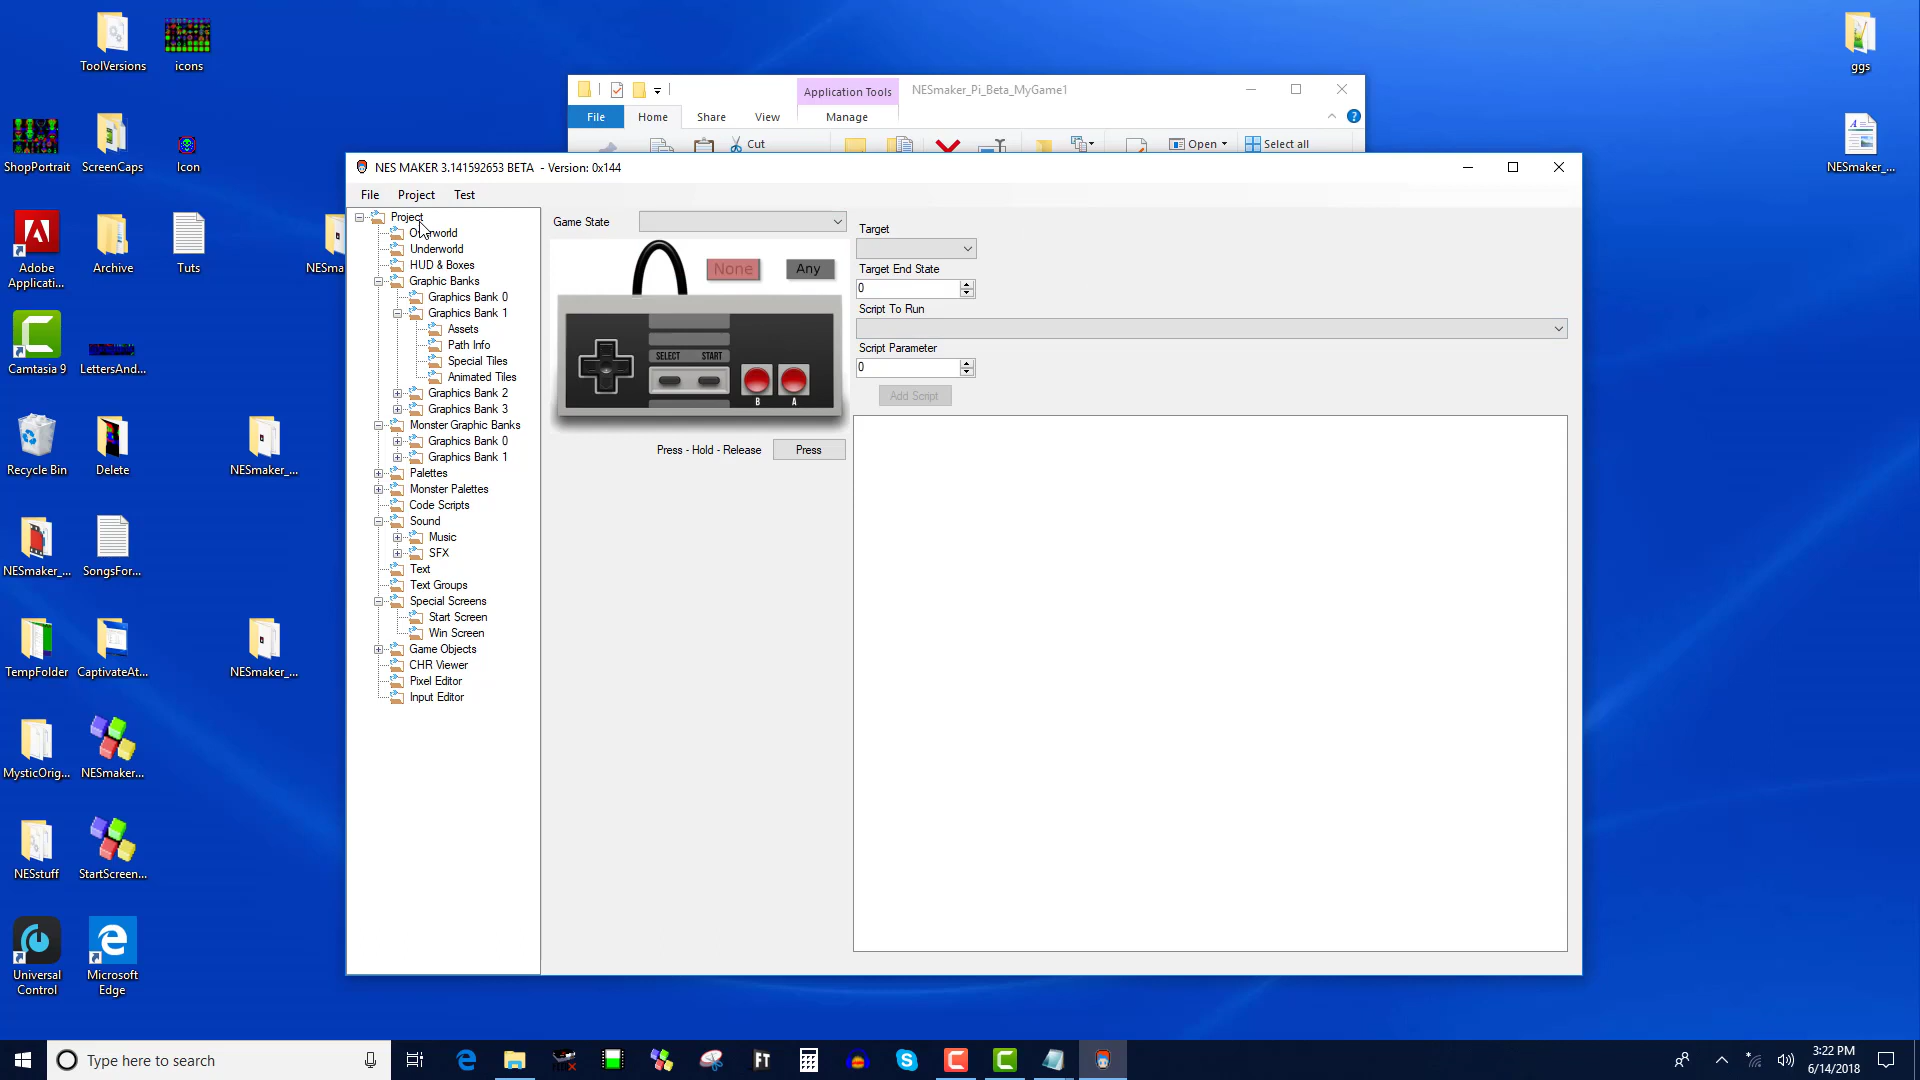 ToolVersions
icons
ggs
ShopPortrait
ScreenCaps
Icon
NESmaker_...
Adobe
Applicati...
Archive
Tuts
NESma
Camtasia 9
LettersAnd...
Recycle Bin
Delete
NESmaker_...
NESmaker_...
SongsFor...
TempFolder
CaptivateAt...
NESmaker_...
MysticOrig...
NESmaker...
NESstuff
StartScreen...
Universal
Control
Microsoft
Edge
Application Tools
NESmaker_Pi_Beta_MyGame1
File
Home
Share
View
Manage
Cut
Open
Select all
NES MAKER 3.141592653 BETA - Version: 0x144
File
Project
Test
Project
Overworld
Underworld
HUD & Boxes
Graphic Banks
Graphics Bank 0
Graphics Bank 1
Assets
Path Info
Special Tiles
Animated Tiles
Graphics Bank 2
Graphics Bank 3
Monster Graphic Banks
Graphics Bank 0
Graphics Bank 1
Palettes
Monster Palettes
Code Scripts
Sound
Music
SFX
Text
Text Groups
Special Screens
Start Screen
Win Screen
Game Objects
CHR Viewer
Pixel Editor
Input Editor
Game State
None
Any
SELECT
START
B
A
Press - Hold - Release
Press
Target
Target End State
0
Script To Run
Script Parameter
0
Add Script
Type here to search
FT
3:22 PM
6/14/2018